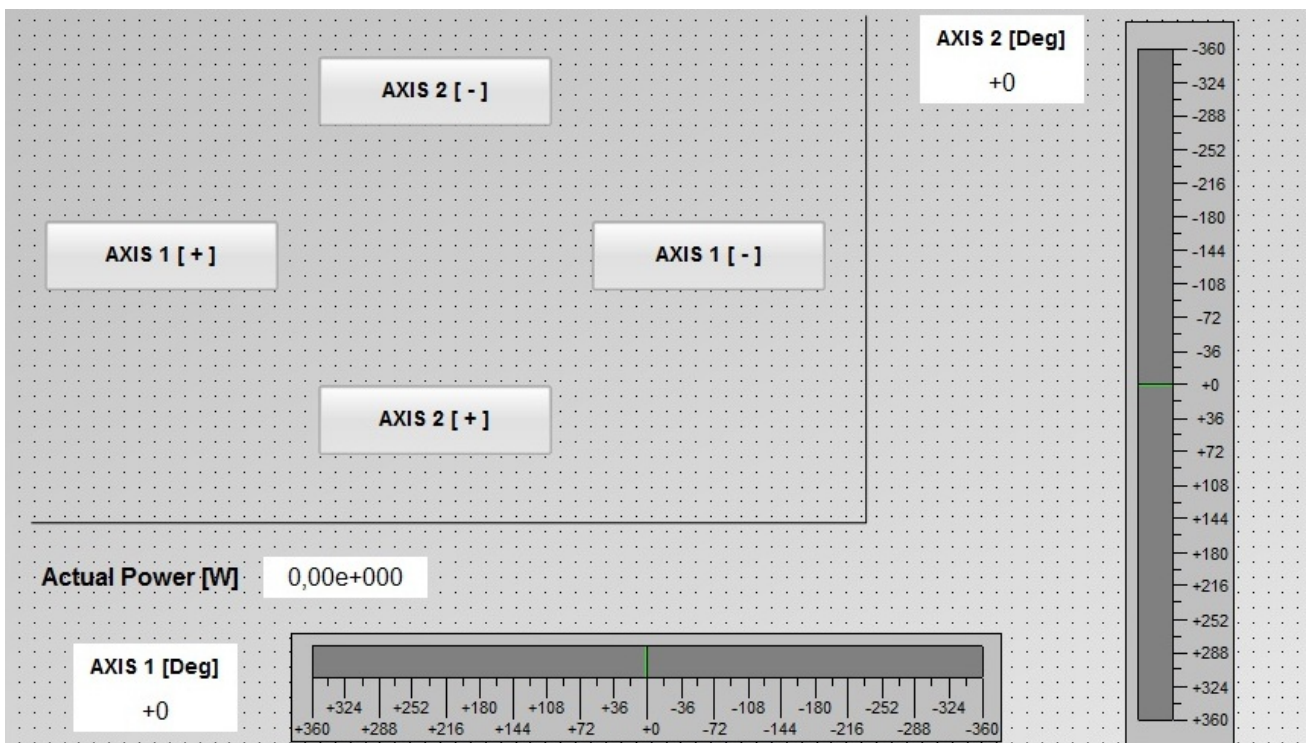 AXIS 2 [ - ]
AXIS 1 [ + ]
AXIS 1 [ - ]
AXIS 2 [ + ]
AXIS 2 [Deg]
+0
-360
-324
-288
-252
-216
-180
-144
-108
-72
-36
+0
+36
+72
+108
+144
+180
+216
+252
+288
+324
+360
Actual Power [W] 0,00e+000
AXIS 1 [Deg]
+0
+324 +252 +180 +108 +36 -36 -108 -180 -252 -324
+360 +288 +216 +144 +72 +0 -72 -144 -216 -288 -360